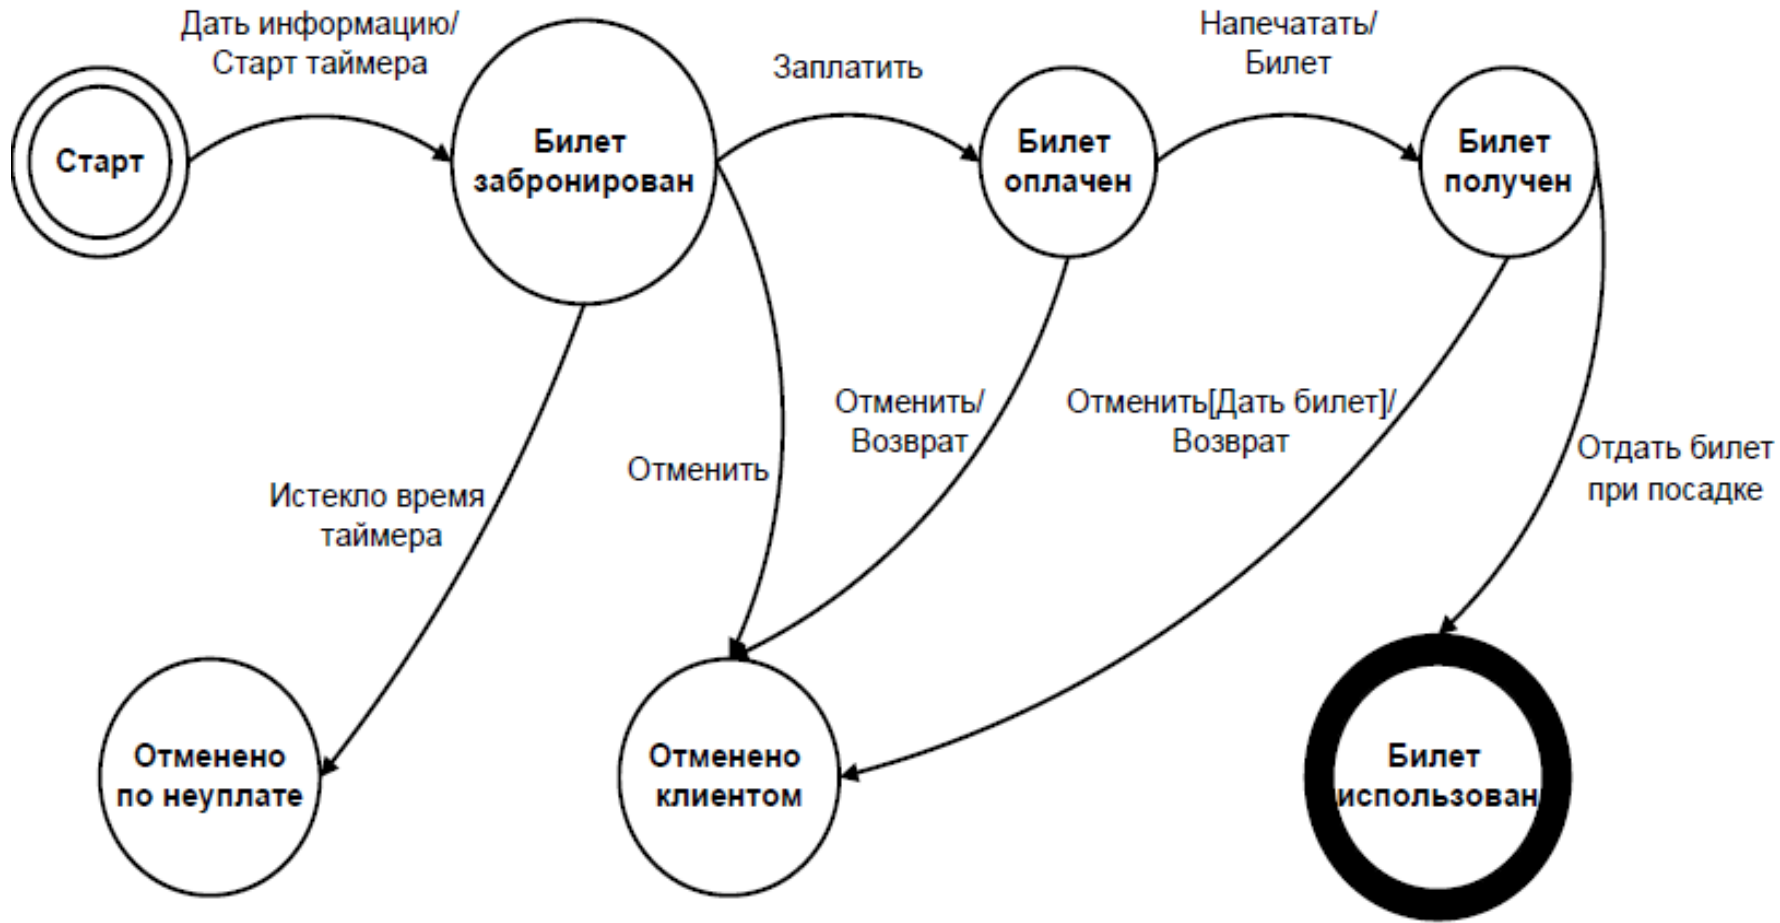 Дать информацию/
Старт таймера
Заплатить
Напечатать/
Билет
Старт
Билет
забронирован
Билет
оплачен
Билет
получен
Отменить/
Возврат
Отменить[Дать билет]/
Возврат
Отменить
Отдать билет
при посадке
Истекло время
таймера
Отменено
по неуплате
Отменено
клиентом
Билет
использован